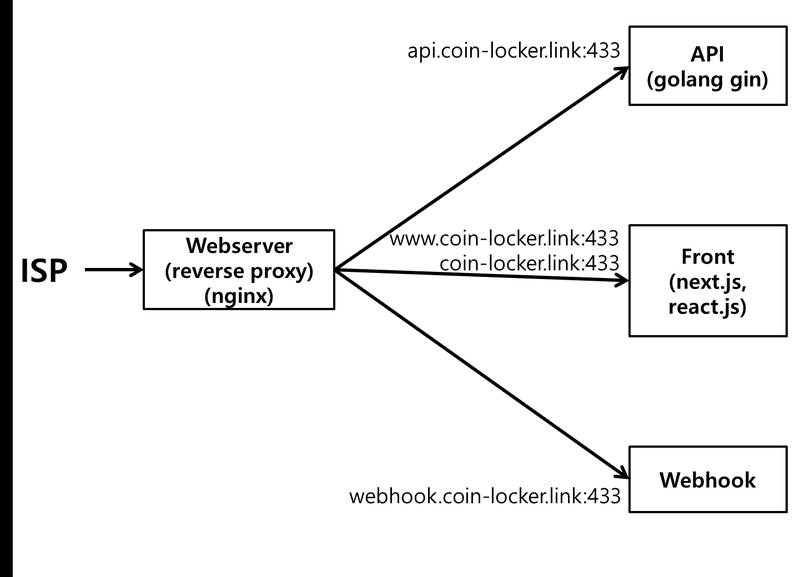 api.coin-locker.link:433
API
(golang gin)
ISP
Webserver
(reverse proxy)
(nginx)
www.coin-locker.link:433
coin-locker.link:433
Front
(next.js,
react.js)
webhook.coin-locker.link:433
Webhook